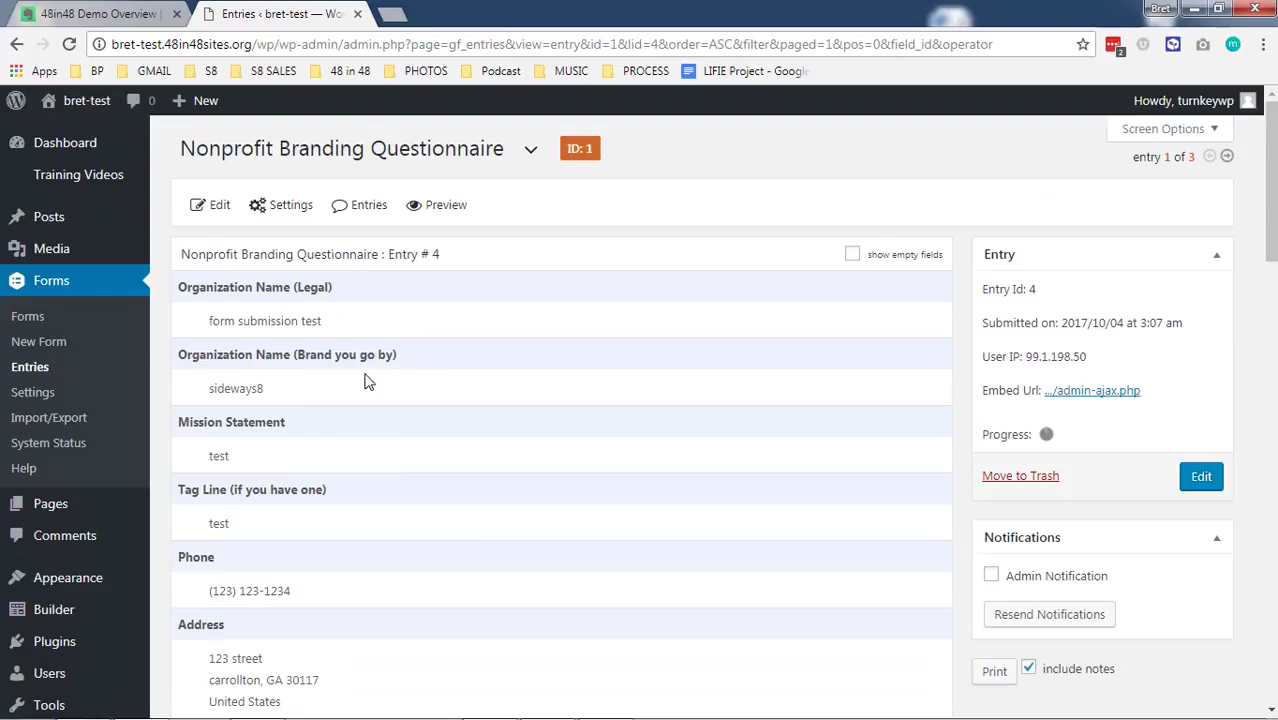 48in48 Demo Overview
Entries ‹ bret-test — Wo
Bret
bret-test.48in48sites.org/wp/wp-admin/admin.php?page=gf_entries&view=entry&id=1&lid=4&order=ASC&filter&paged=1&pos=0&field_id&operator
2
Apps BP GMAIL S8 S8 SALES 48 in 48 PHOTOS Podcast MUSIC PROCESS LIFIE Project - Google
bret-test 0 New Howdy, turnkeywp
Dashboard
Training Videos
Posts
Media
Forms
Forms
New Form
Entries
Settings
Import/Export
System Status
Help
Pages
Comments
Appearance
Builder
Plugins
Users
Tools
Screen Options
Nonprofit Branding Questionnaire ID: 1
entry 1 of 3
Edit Settings Entries Preview
Nonprofit Branding Questionnaire : Entry # 4 show empty fields
Organization Name (Legal)
form submission test
Organization Name (Brand you go by)
sideways8
Mission Statement
test
Tag Line (if you have one)
test
Phone
(123) 123-1234
Address
123 street
carrollton, GA 30117
United States
Entry
Entry Id: 4
Submitted on: 2017/10/04 at 3:07 am
User IP: 99.1.198.50
Embed Url: .../admin-ajax.php
Progress:
Move to Trash Edit
Notifications
Admin Notification
Resend Notifications
Print include notes